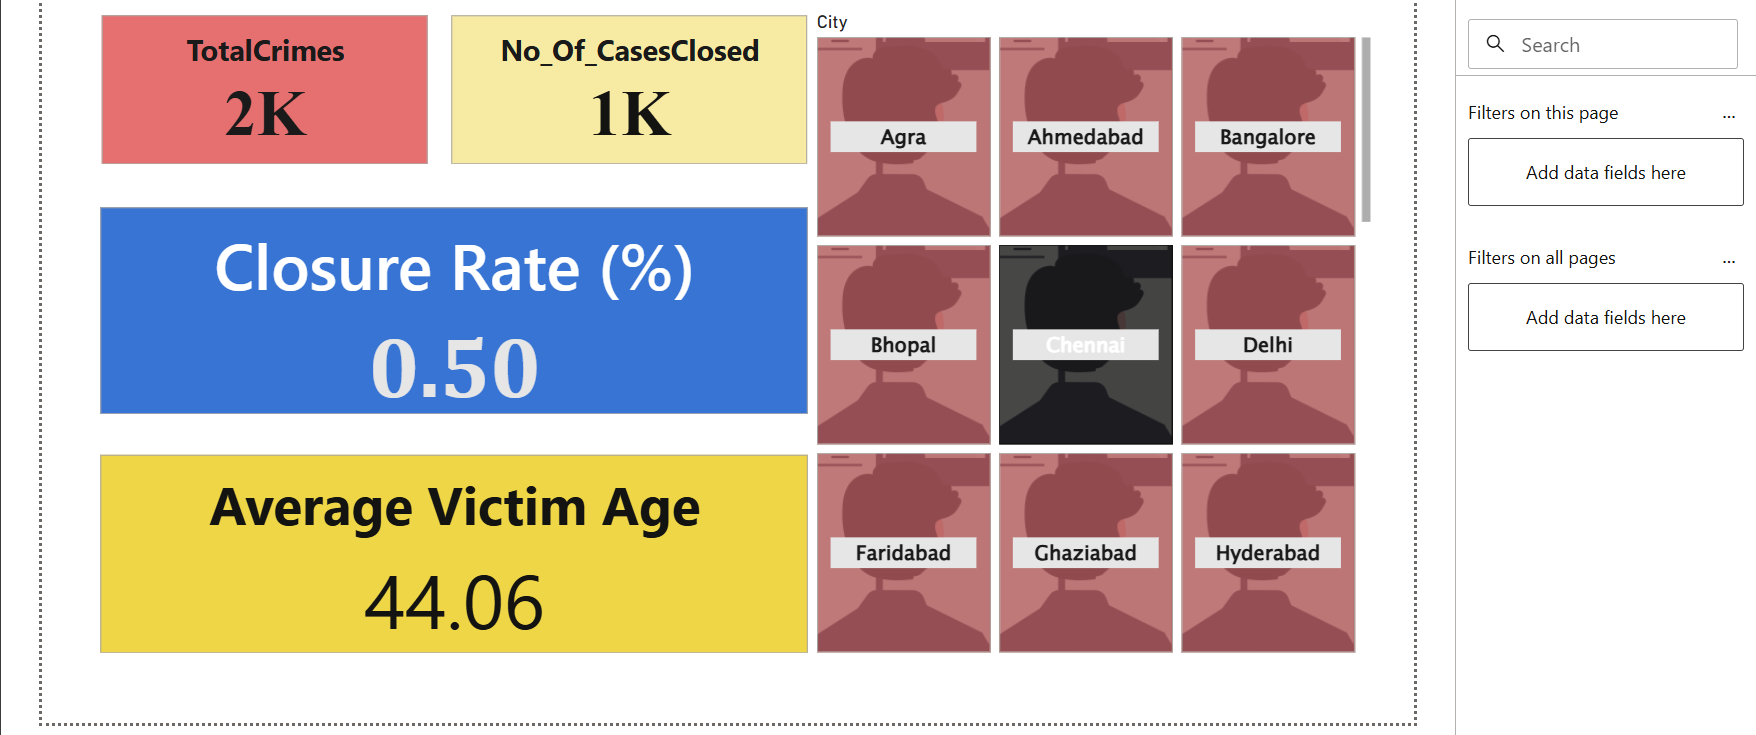 TotalCrimes
2K
No_Of_CasesClosed
1K
Closure Rate (%)
0.50
Average Victim Age
44.06
City
Agra
Ahmedabad
Bangalore
Bhopal
Chennai
Delhi
Faridabad
Ghaziabad
Hyderabad
Search
Filters on this page
...
Add data fields here
Filters on all pages
...
Add data fields here